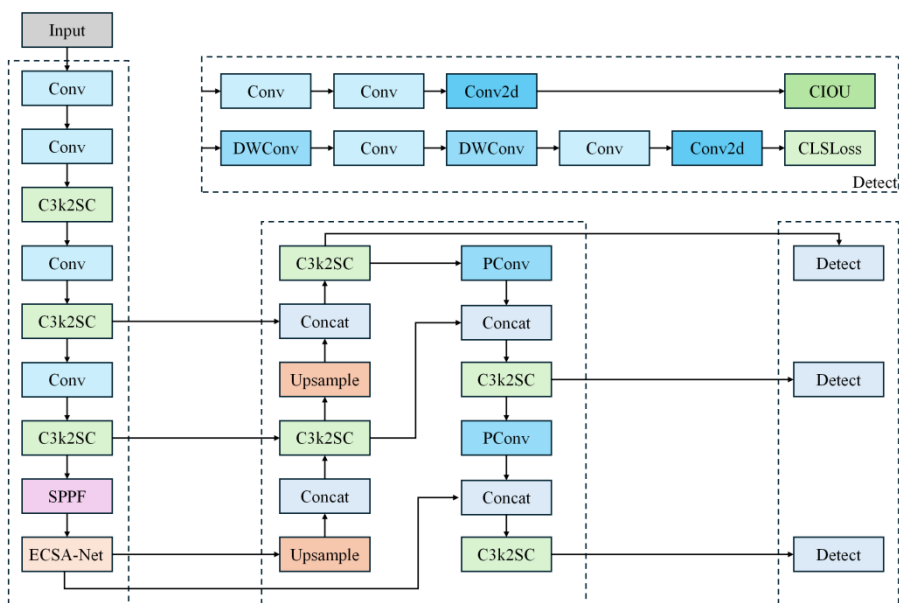 Input
Conv
Conv
C3k2SC
Conv
C3k2SC
Conv
C3k2SC
SPPF
ECSA-Net
Conv
Conv
Conv2d
CIOU
DWConv
Conv
DWConv
Conv
Conv2d
CLSLoss
Detect
C3k2SC
Concat
Upsample
C3k2SC
Concat
Upsample
PConv
Concat
C3k2SC
PConv
Concat
C3k2SC
Detect
Detect
Detect